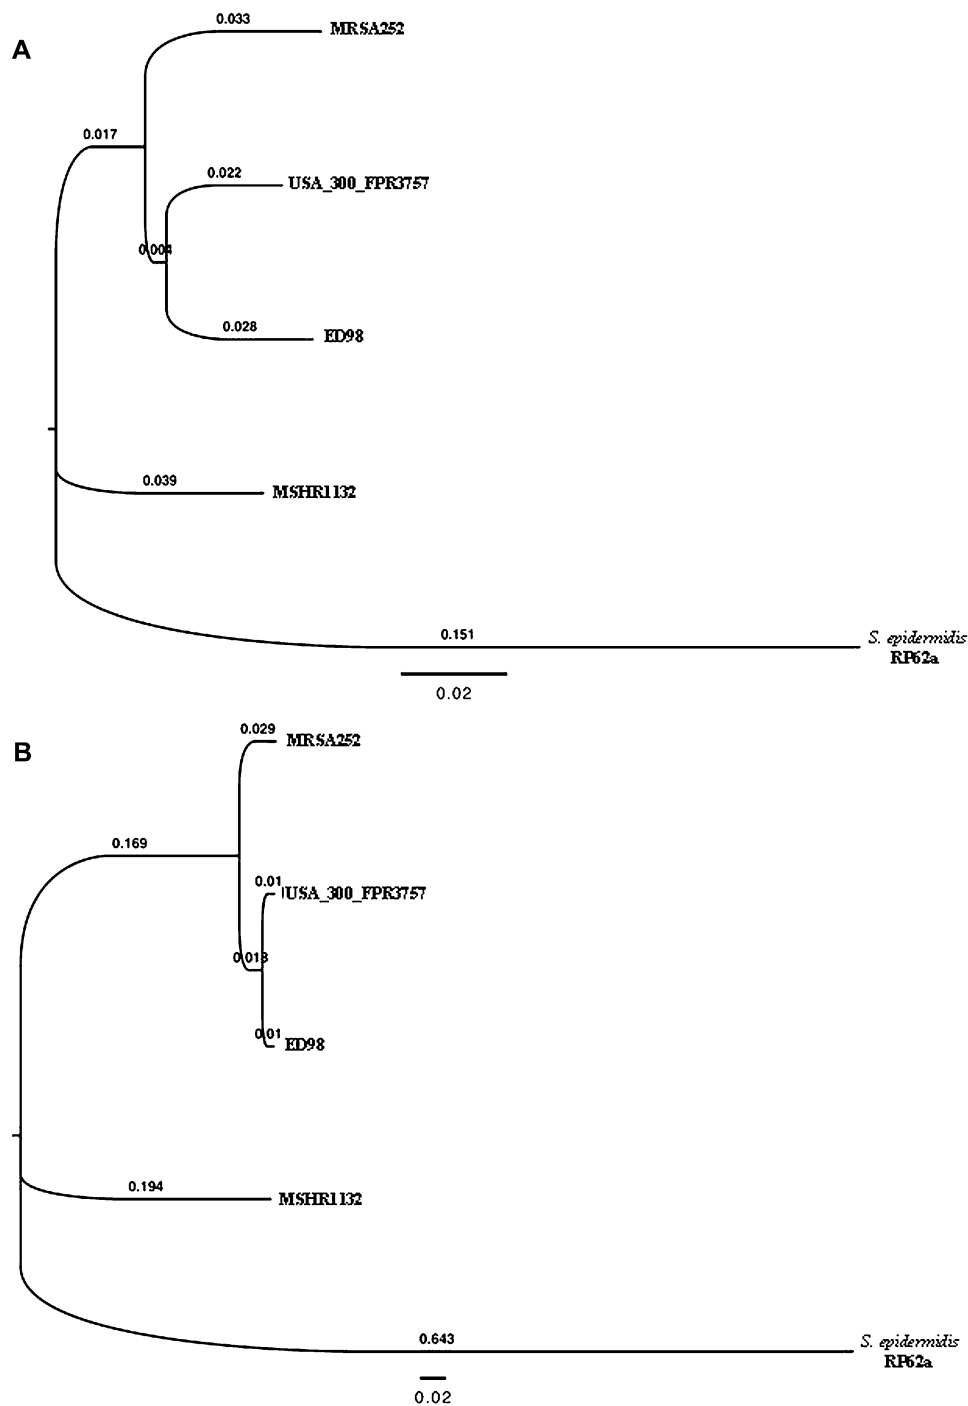 A
0.033
MRSA252
0.017
0.022
USA_300_FPR3757
0.004
0.028
ED98
0.039
MSHR1132
0.151
S. epidermidis
RP62a
0.02
B
0.029
MRSA252
0.169
0.01
USA_300_FPR3757
0.018
0.01
ED98
0.194
MSHR1132
0.643
S. epidermidis
RP62a
0.02